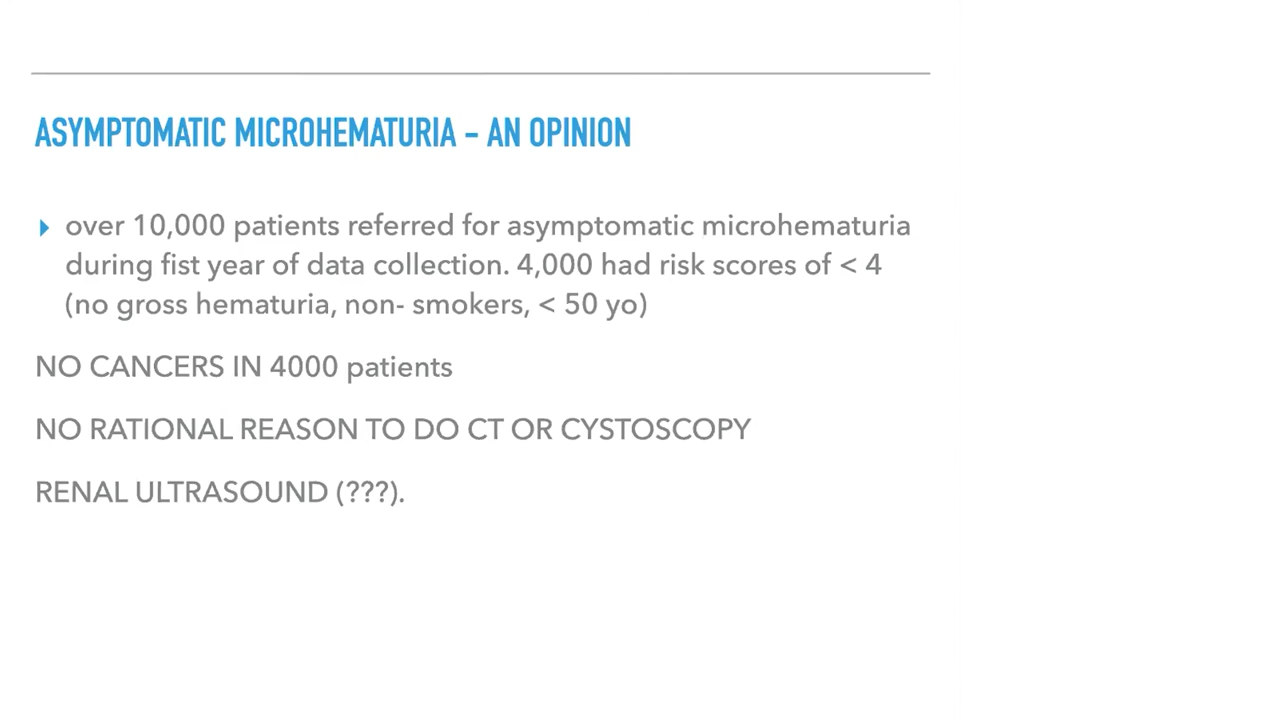 ASYMPTOMATIC MICROHEMATURIA – AN OPINION
over 10,000 patients referred for asymptomatic microhematuria
during fist year of data collection. 4,000 had risk scores of < 4
(no gross hematuria, non- smokers, < 50 yo)
NO CANCERS IN 4000 patients
NO RATIONAL REASON TO DO CT OR CYSTOSCOPY
RENAL ULTRASOUND (???).